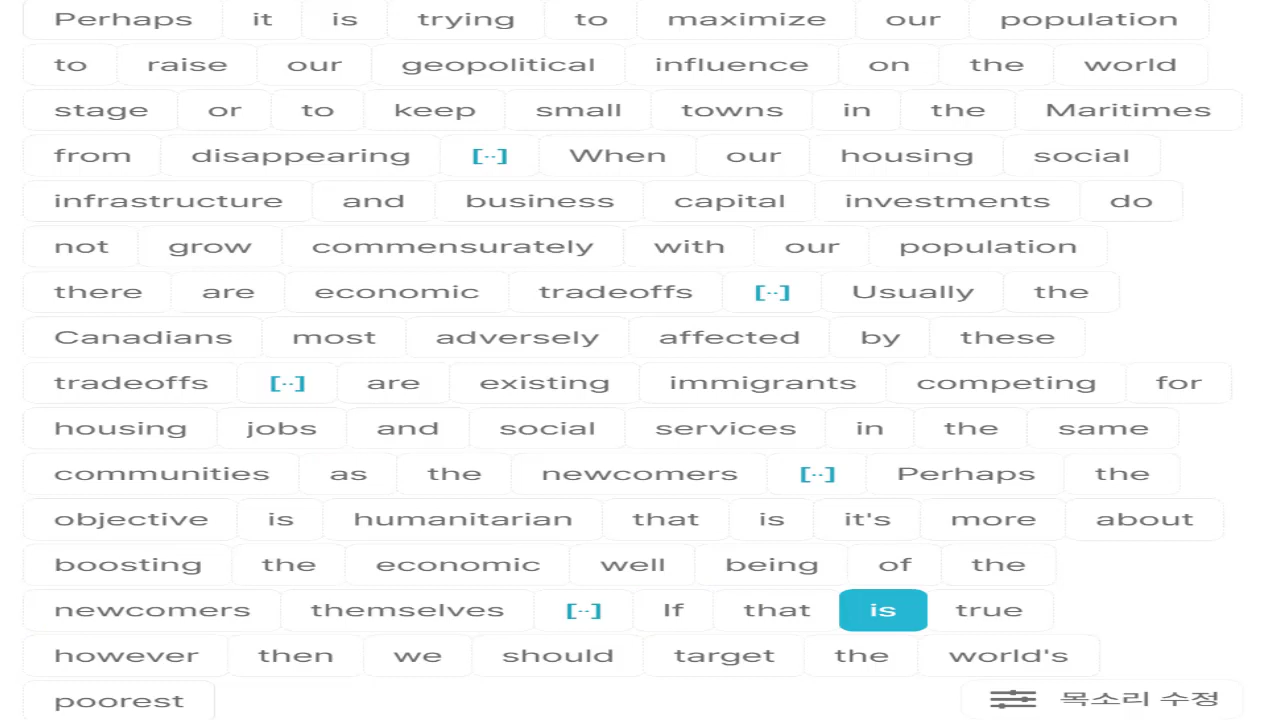 Perhaps it is trying to maximize our population
to raise our geopolitical influence on the world
stage or to keep small towns in the Maritimes
from disappearing [··] When our housing social
infrastructure and business capital investments do
not grow commensurately with our population
there are economic tradeoffs [··] Usually the
Canadians most adversely affected by these
tradeoffs [··] are existing immigrants competing for
housing jobs and social services in the same
communities as the newcomers [··] Perhaps the
objective is humanitarian that is it's more about
boosting the economic well being of the
newcomers themselves [··] If that is true
however then we should target the world's
poorest
목소리 수정